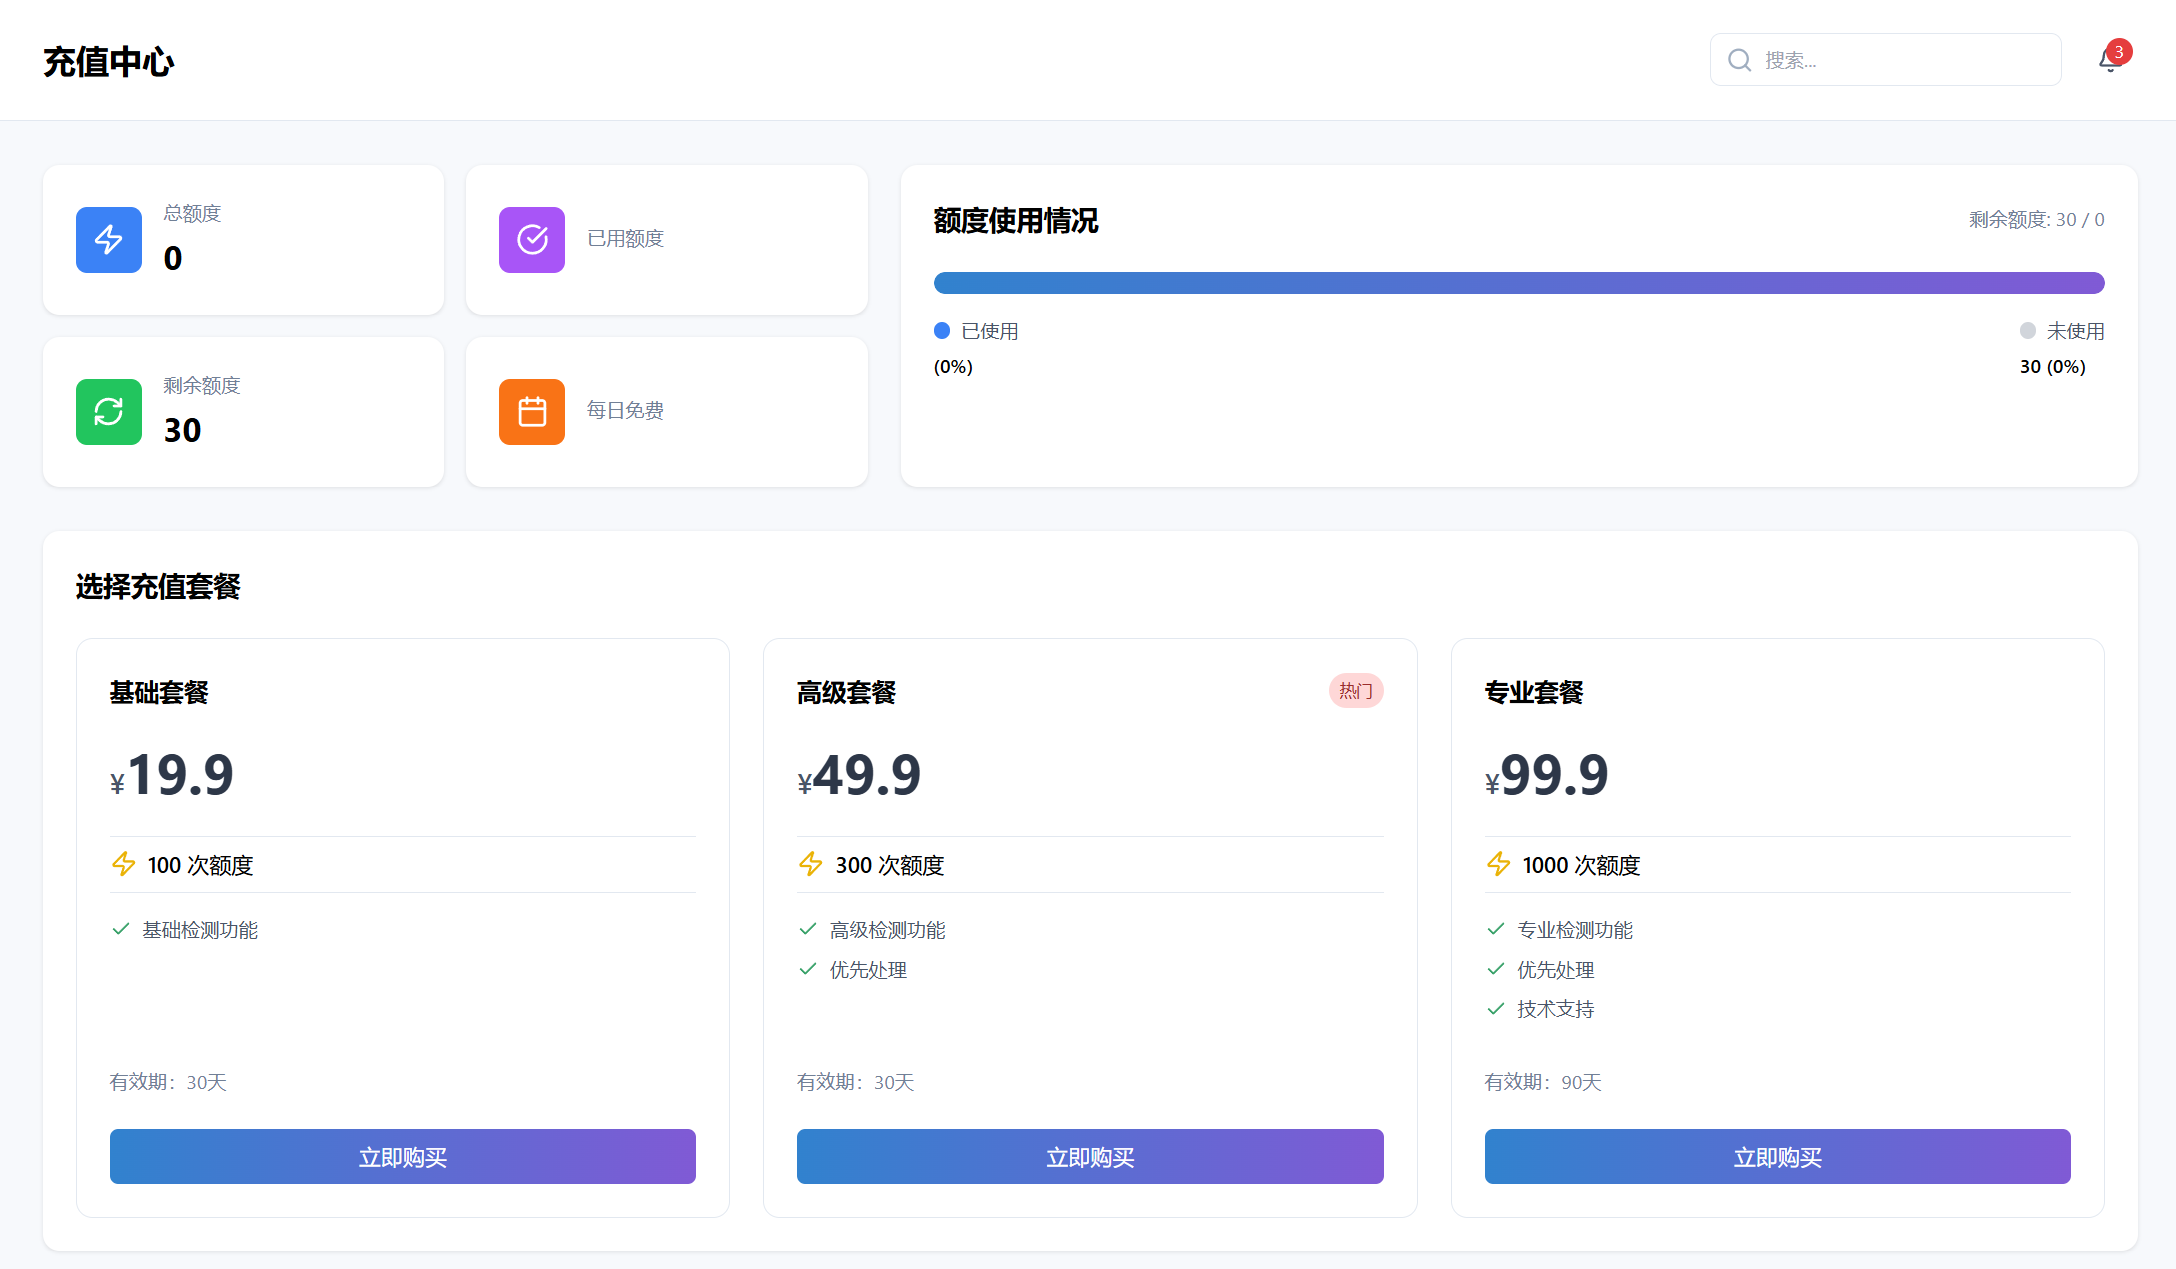 充值中心
搜索...
3
总额度
0
已用额度
剩余额度
30
每日免费
额度使用情况
剩余额度: 30 / 0
已使用
(0%)
未使用
30 (0%)
选择充值套餐
基础套餐
¥19.9
100 次额度
基础检测功能
有效期：30天
立即购买
高级套餐
热门
¥49.9
300 次额度
高级检测功能
优先处理
有效期：30天
立即购买
专业套餐
¥99.9
1000 次额度
专业检测功能
优先处理
技术支持
有效期：90天
立即购买